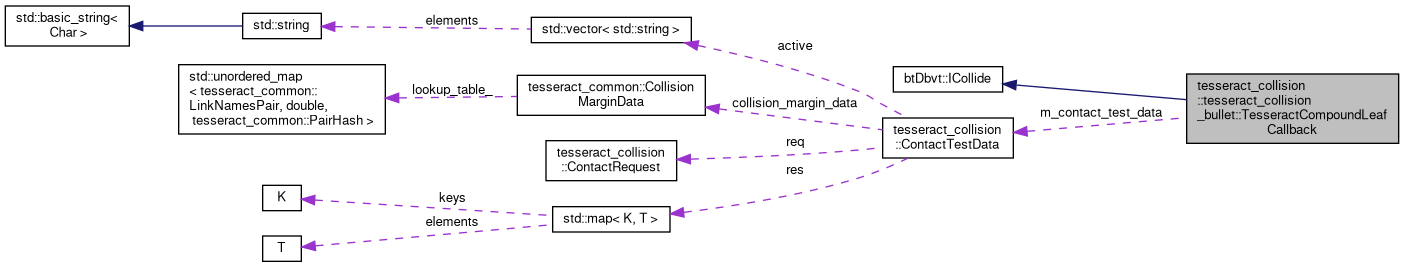 std::basic_string<
Char >
std::string
elements
std::vector< std::string >
active
std::unordered_map
< tesseract_common::
LinkNamesPair, double,
tesseract_common::PairHash >
lookup_table_
tesseract_common::Collision
MarginData
collision_margin_data
btDbvt::ICollide
tesseract_collision
::tesseract_collision
_bullet::TesseractCompoundLeaf
Callback
m_contact_test_data
tesseract_collision
::ContactTestData
tesseract_collision
::ContactRequest
req
res
K
keys
std::map< K, T >
elements
T